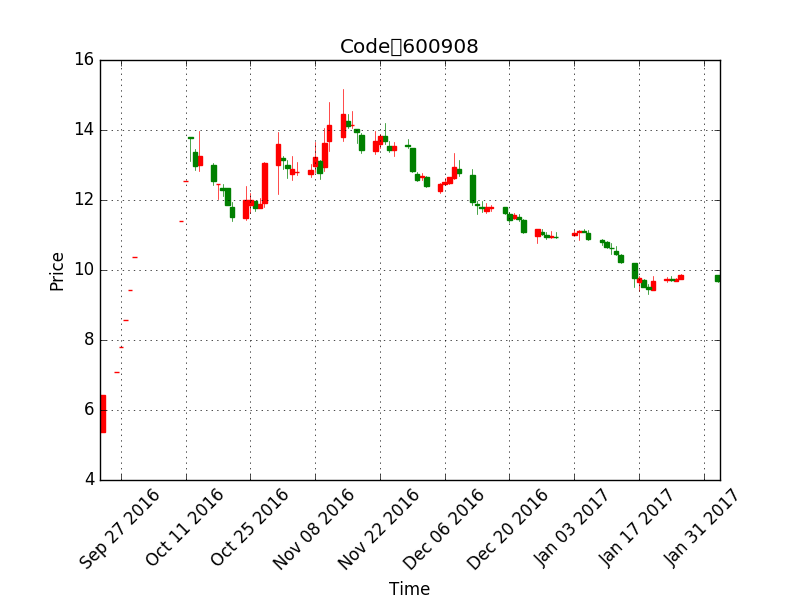 Code▯600908
16
14
12
10
8
6
4
Price
Sep 27 2016
Oct 11 2016
Oct 25 2016
Nov 08 2016
Nov 22 2016
Dec 06 2016
Dec 20 2016
Jan 03 2017
Jan 17 2017
Jan 31 2017
Time